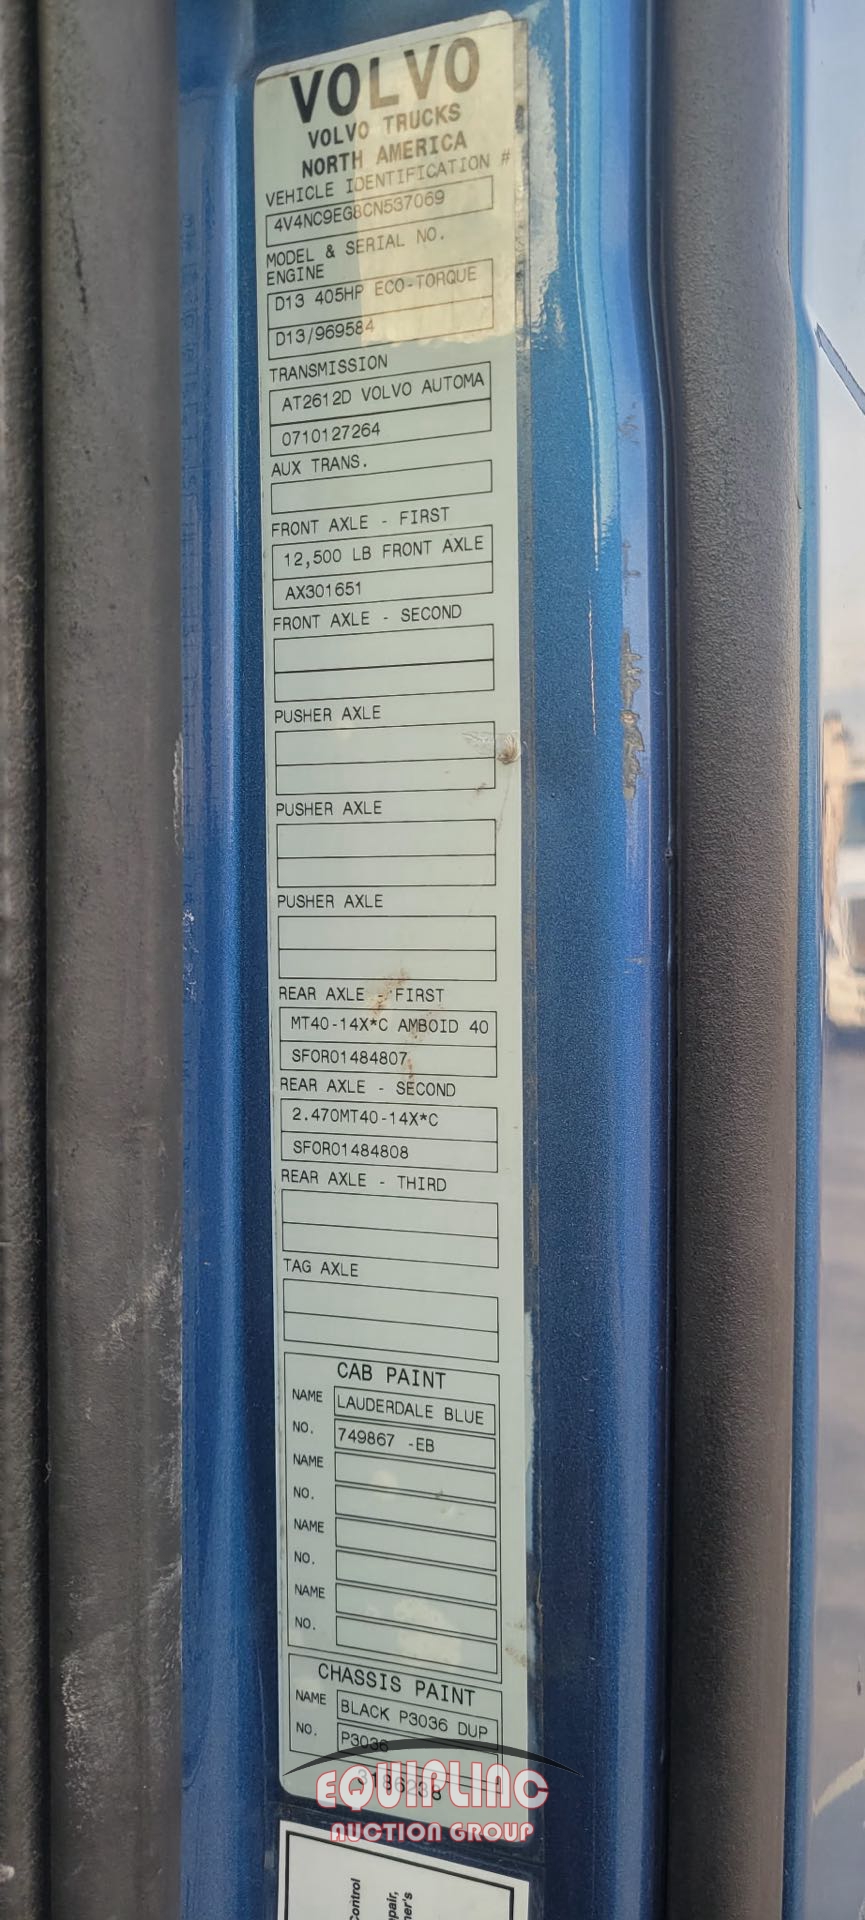 VOLVO
VOLVO TRUCKS
NORTH AMERICA
VEHICLE IDENTIFICATION #
4V4NC9EG8CN537069
MODEL & SERIAL NO.
ENGINE
D13 405HP ECO-TORQUE
D13/969584
TRANSMISSION
AT2612D VOLVO AUTOMA
0710127264
AUX TRANS.
FRONT AXLE - FIRST
12,500 LB FRONT AXLE
AX301651
FRONT AXLE - SECOND
PUSHER AXLE
PUSHER AXLE
PUSHER AXLE
REAR AXLE - FIRST
MT40-14X*C AMBOID 40
SFOR01484807
REAR AXLE - SECOND
2.470MT40-14X*C
SFOR01484808
REAR AXLE - THIRD
TAG AXLE
CAB PAINT
NAME LAUDERDALE BLUE
NO. 749867 -EB
NAME
NO.
NAME
NO.
NAME
NO.
CHASSIS PAINT
NAME BLACK P3036 DUP
NO. P3036
3186238
EQUIPLINC
AUCTION GROUP
Control